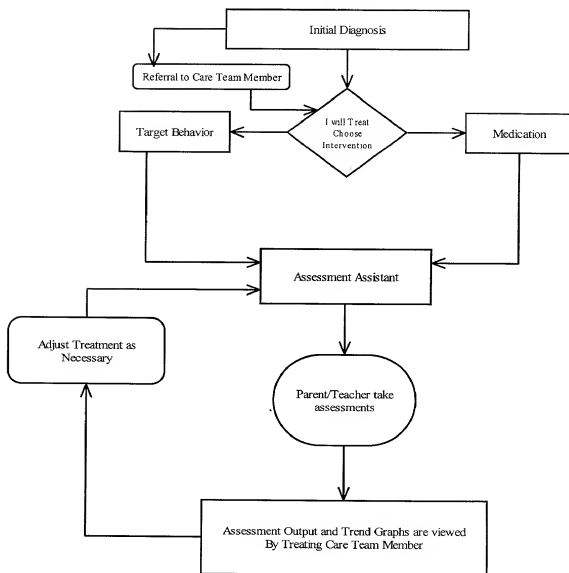 Initial Diagnosis
Referral to Care Team Member
I will Treat
Choose
Intervention
Target Behavior
Medication
Assessment Assistant
Adjust Treatment as
Necessary
Parent/Teacher take
assessments
Assessment Output and Trend Graphs are viewed
By Treating Care Team Member